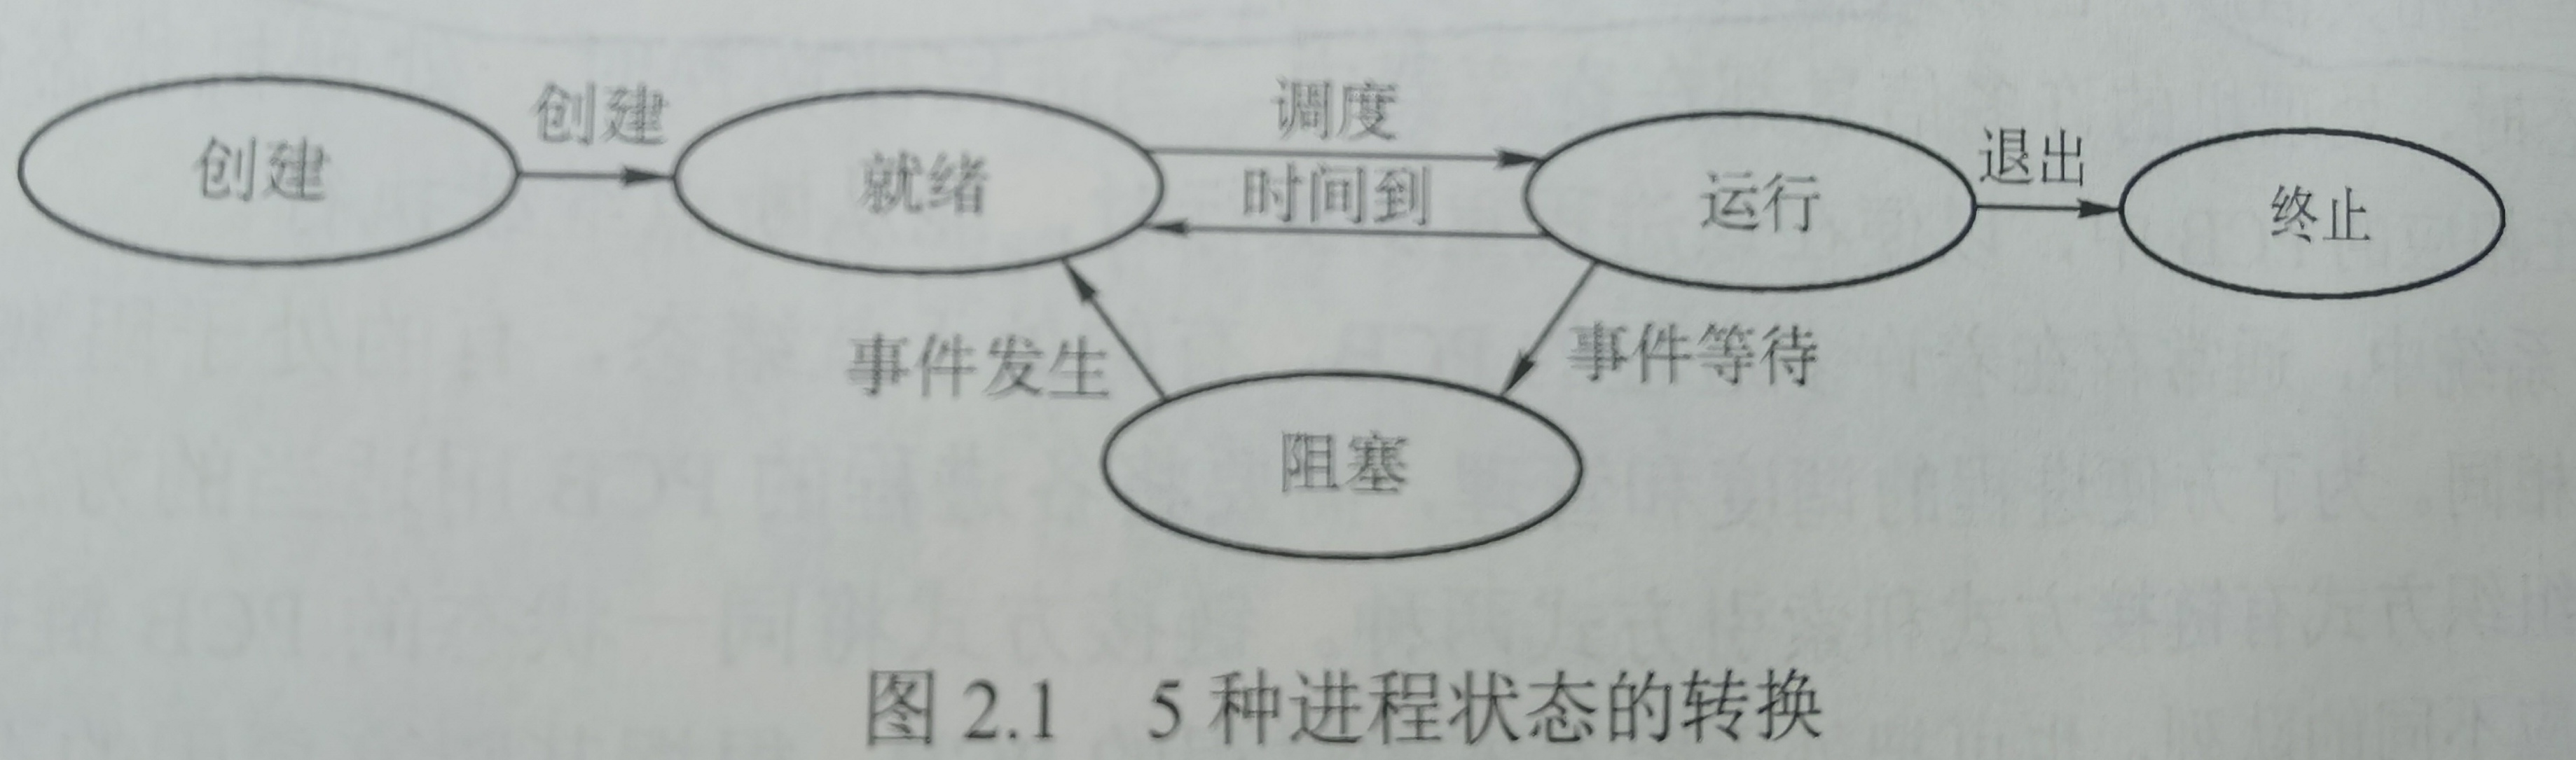 创建
创建
就绪
调度
时间到
运行
退出
终止
事件发生
事件等待
阻塞
图 2.1 5 种进程状态的转换